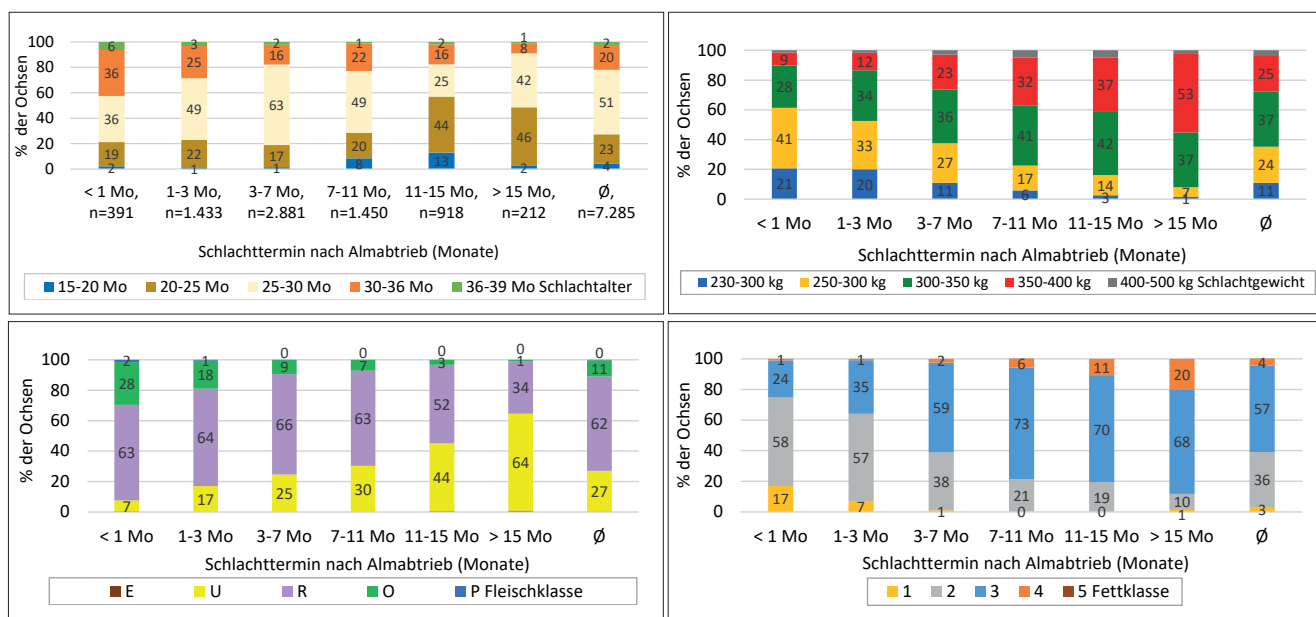 % der Ochsen
100
80
60
40
20
0
6 3 2 1 2 1 2
36 25 16 22 16 8 20
36 49 63 49 25 42 51
19 22 17 20 44 46 23
2 1 1 8 13 2 4
< 1 Mo, 1-3 Mo, 3-7 Mo, 7-11 Mo, 11-15 Mo, > 15 Mo, Ø,
n=391 n=1.433 n=2.881 n=1.450 n=918 n=212 n=7.285
Schlachttermin nach Almabtrieb (Monate)
15-20 Mo 20-25 Mo 25-30 Mo 30-36 Mo 36-39 Mo Schlachtalter
% der Ochsen
100
80
60
40
20
0
9 12 23 32 37 53 25
28 34 36 41 42 37 37
41 33 27 17 14 7 24
21 20 11 6 3 1 11
< 1 Mo 1-3 Mo 3-7 Mo 7-11 Mo 11-15 Mo > 15 Mo Ø
Schlachttermin nach Almabtrieb (Monate)
230-300 kg 250-300 kg 300-350 kg 350-400 kg 400-500 kg Schlachtgewicht
% der Ochsen
100
80
60
40
20
0
2 1 0 0 0 0 0
28 18 9 7 3 1 11
63 64 66 63 52 34 62
7 17 25 30 44 64 27
< 1 Mo 1-3 Mo 3-7 Mo 7-11 Mo 11-15 Mo > 15 Mo Ø
Schlachttermin nach Almabtrieb (Monate)
E U R O P Fleischklasse
% der Ochsen
100
80
60
40
20
0
1 1 2 6 11 20 4
24 35 59 73 70 68 57
58 57 38 21 19 10 36
17 7 1 0 0 1 3
< 1 Mo 1-3 Mo 3-7 Mo 7-11 Mo 11-15 Mo > 15 Mo Ø
Schlachttermin nach Almabtrieb (Monate)
1 2 3 4 5 Fettklasse